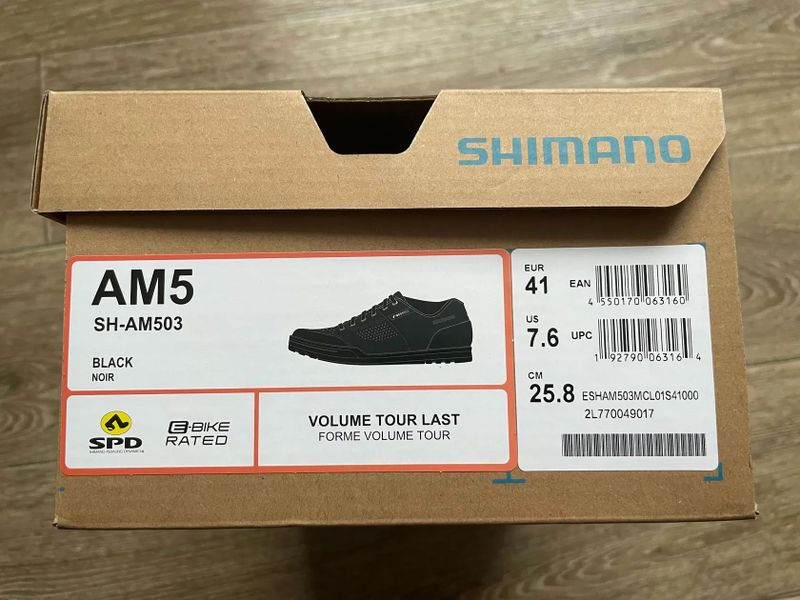 SHIMANO
AM5
SH-AM503
BLACK
NOIR
SPD
E-BIKE
RATED
VOLUME TOUR LAST
FORME VOLUME TOUR
EUR
41
EAN
4 550170 063160
US
7.6
UPC
1 92790 06316 4
CM
25.8
ESHAM503MCL01S41000
2L770049017